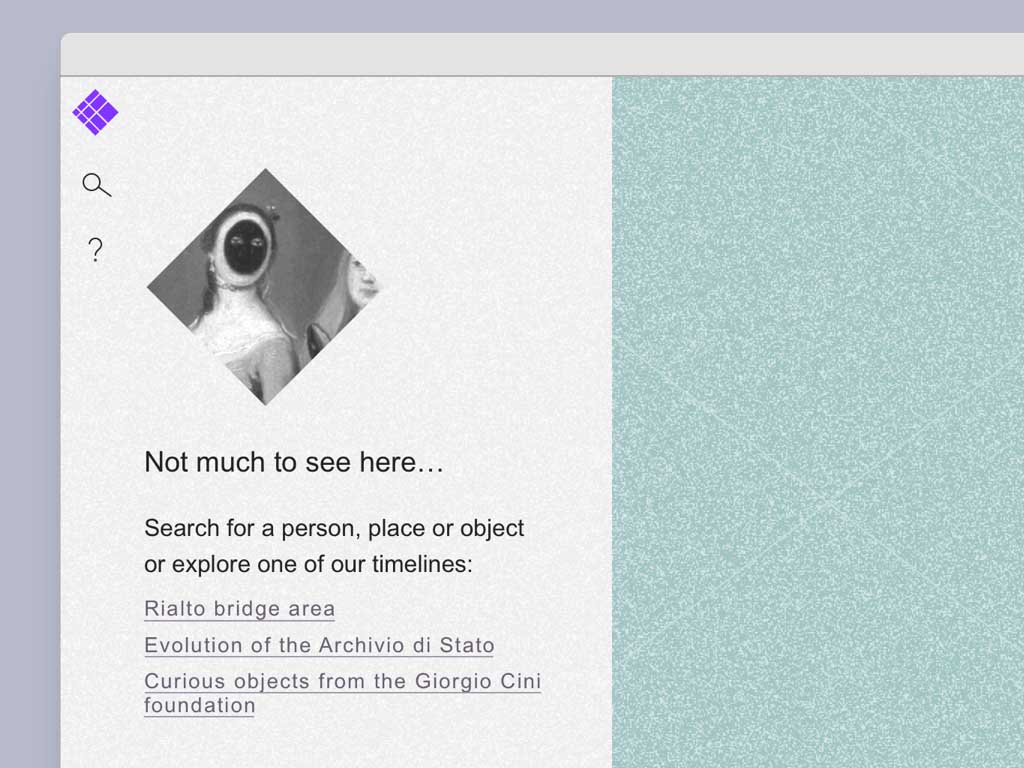 ?
Not much to see here…
Search for a person, place or object
or explore one of our timelines:
Rialto bridge area
Evolution of the Archivio di Stato
Curious objects from the Giorgio Cini
foundation